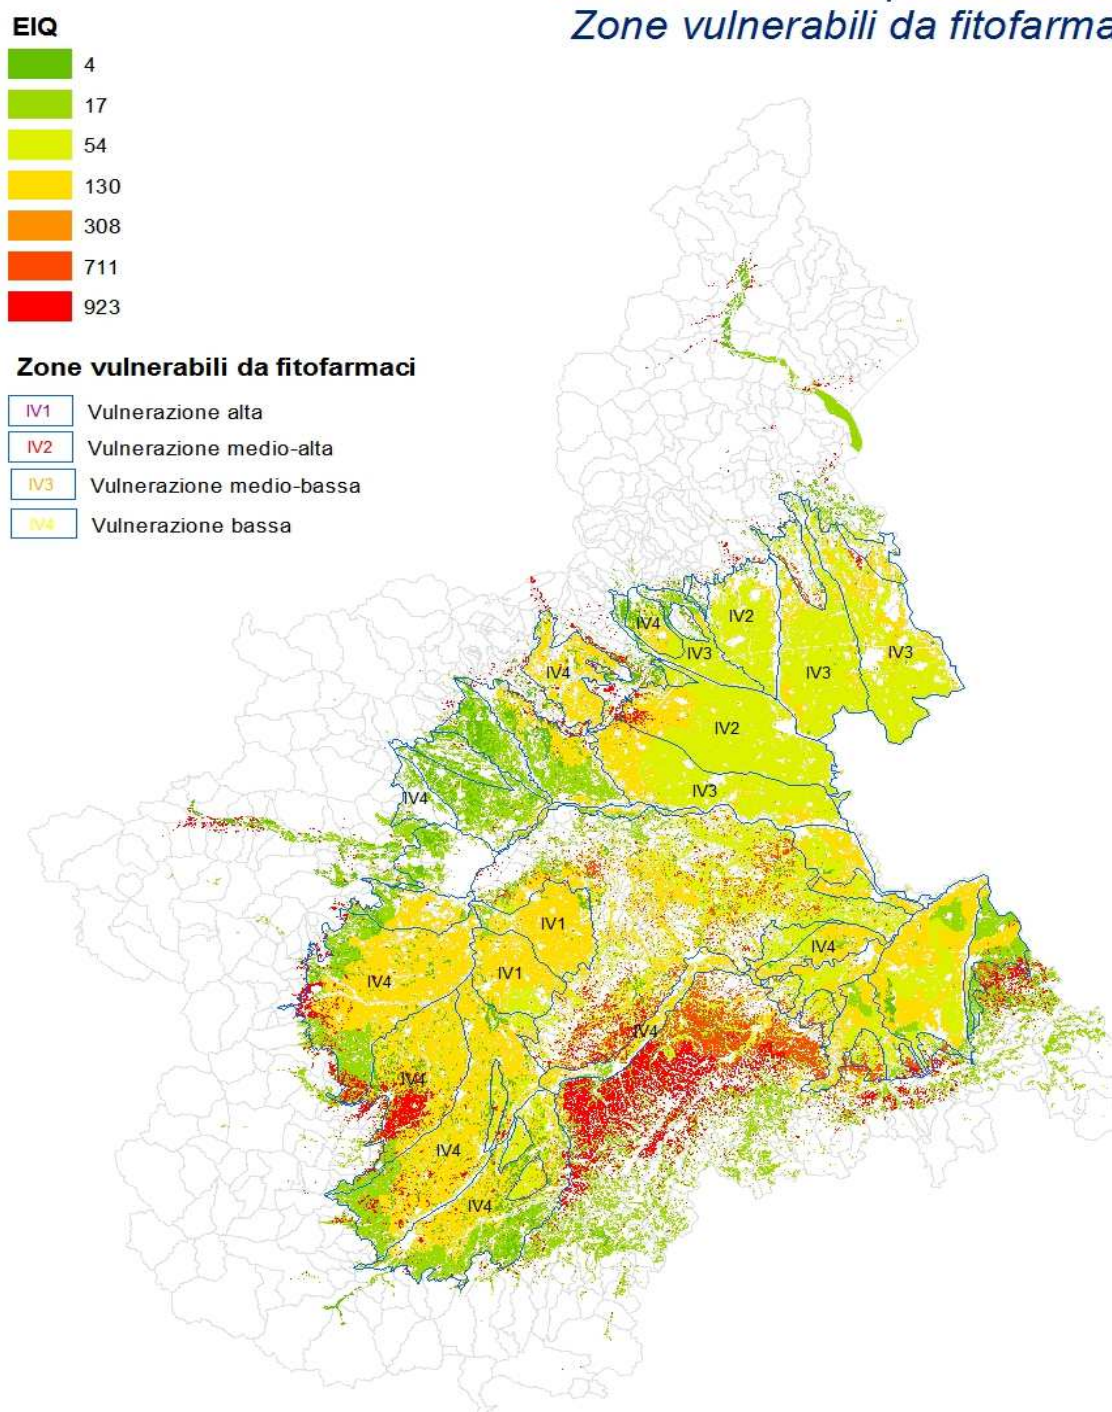 Zone vulnerabili da fitofarma
EIQ
4
17
54
130
308
711
923
Zone vulnerabili da fitofarmaci
IV1 Vulnerazione alta
IV2 Vulnerazione medio-alta
IV3 Vulnerazione medio-bassa
IV4 Vulnerazione bassa
IV4
IV2
IV3
IV3
IV3
IV4
IV2
IV3
IV4
IV1
IV4
IV4
IV1
IV4
IV4
IV4
IV4